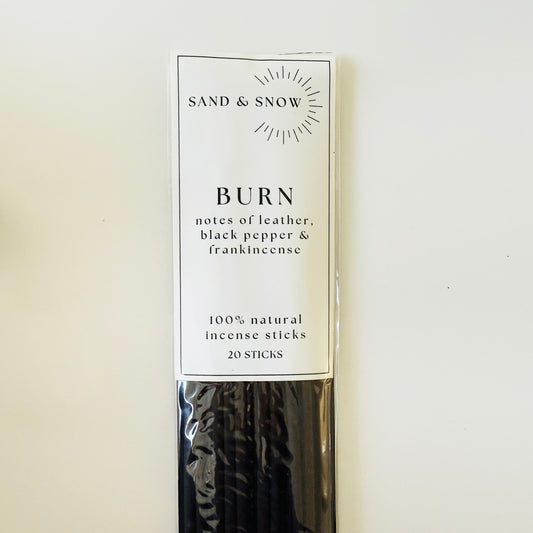 SAND & SNOW
BURN
notes of leather,
black pepper &
frankincense
100% natural
incense sticks
20 STICKS